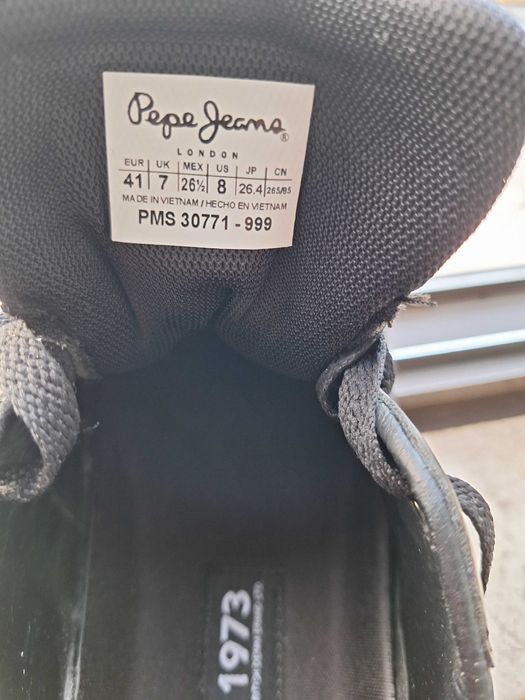 Pepe Jeans®
LONDON
EUR | UK | MEX | US | JP | CN
41 | 7 | 26½ | 8 | 26.4 | 265/85
MADE IN VIETNAM / HECHO EN VIETNAM
PMS 30771 - 999
1973